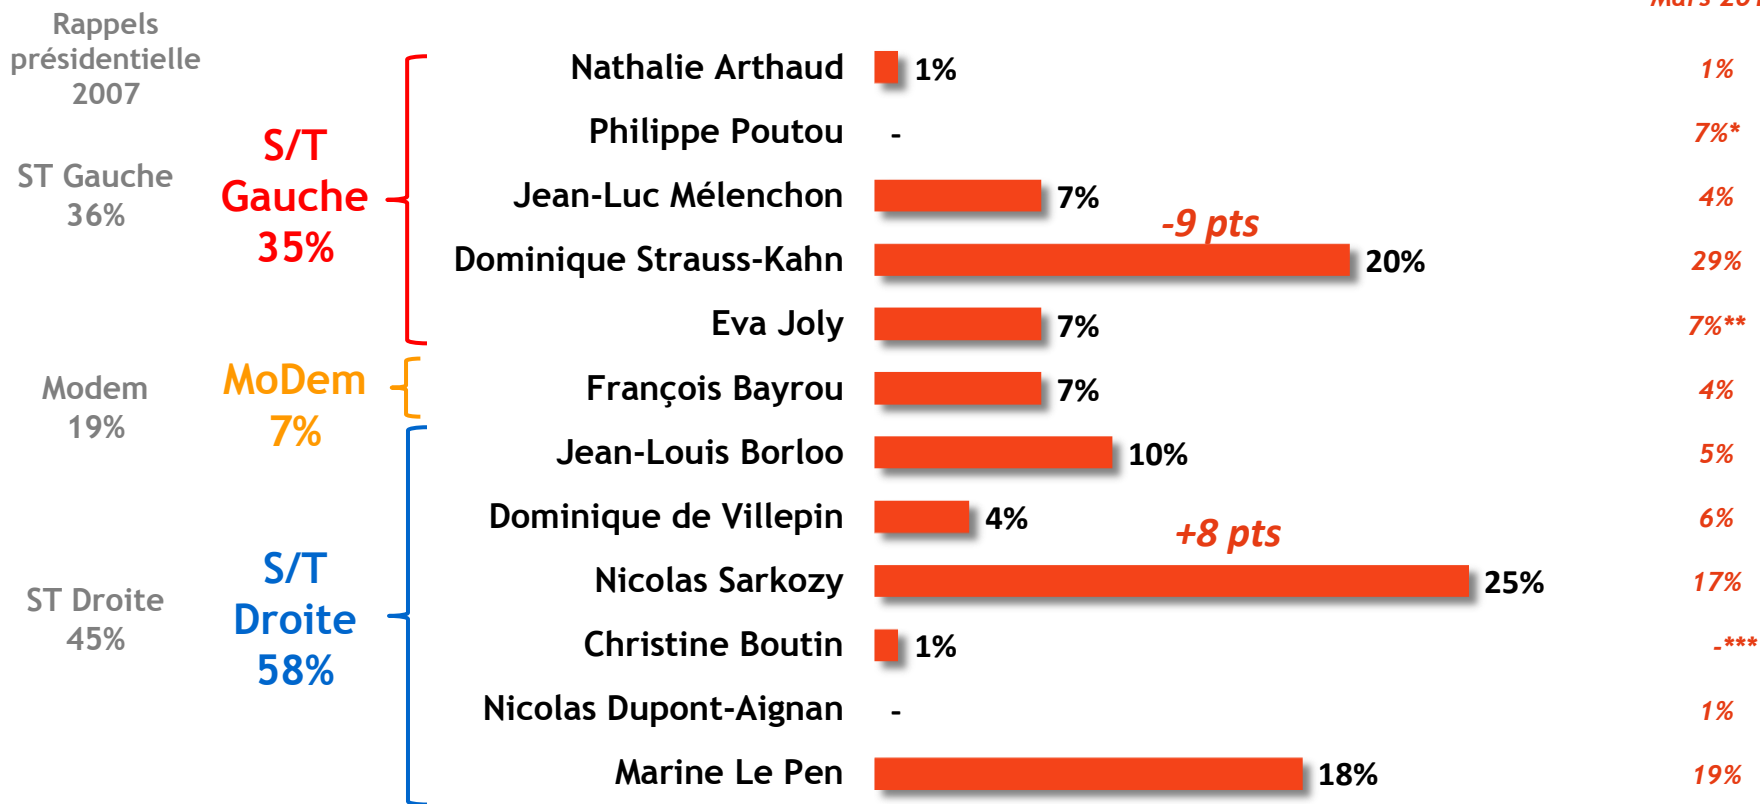 Rappels
présidentielle
2007
ST Gauche
36%
Modem
19%
ST Droite
45%
S/T
Gauche
35%
MoDem
7%
S/T
Droite
58%
Nathalie Arthaud 1% 1%
Philippe Poutou - 7%*
Jean-Luc Mélenchon 7% 4%
-9 pts
Dominique Strauss-Kahn 20% 29%
Eva Joly 7% 7%**
François Bayrou 7% 4%
Jean-Louis Borloo 10% 5%
Dominique de Villepin 4% 6%
+8 pts
Nicolas Sarkozy 25% 17%
Christine Boutin 1% -***
Nicolas Dupont-Aignan - 1%
Marine Le Pen 18% 19%